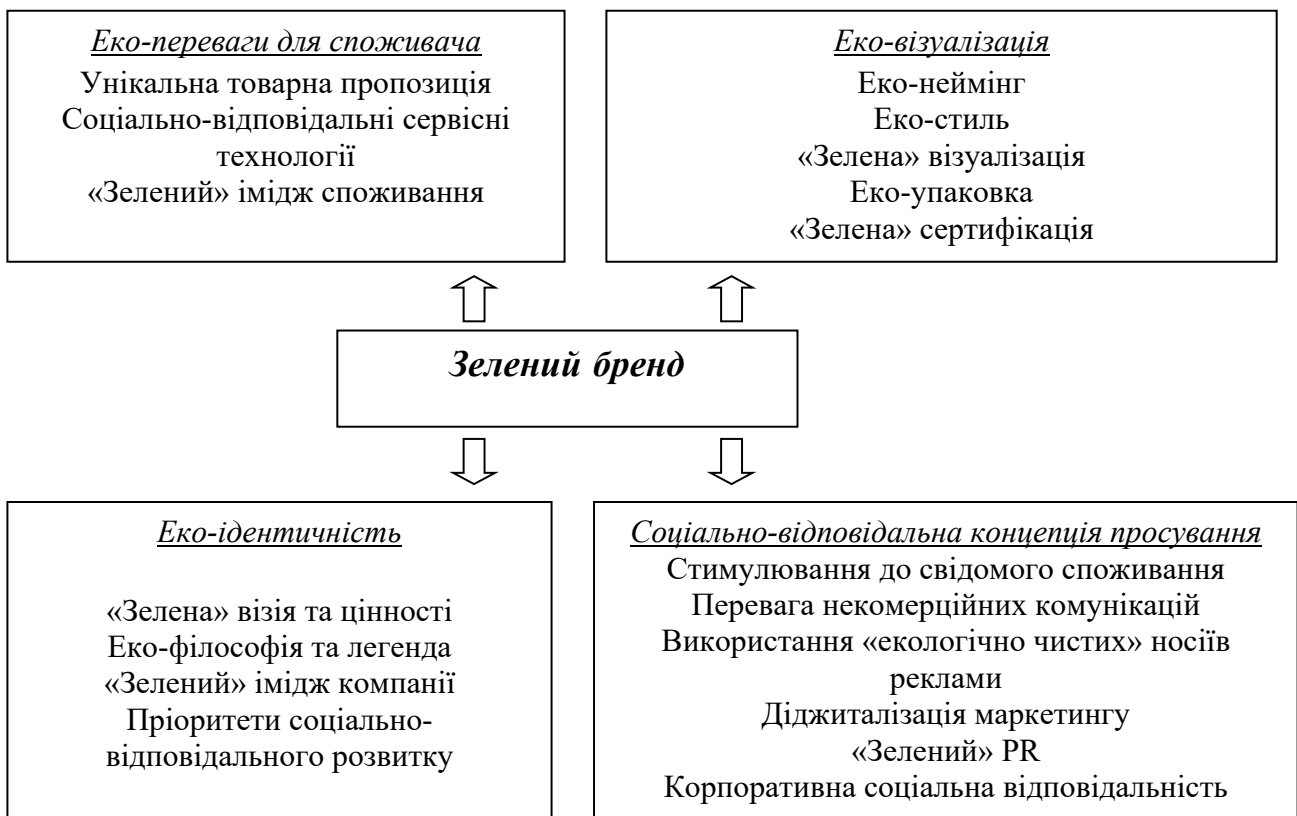 Еко-переваги для споживача
Унікальна товарна пропозиція
Соціально-відповідальні сервісні
технології
«Зелений» імідж споживання
Еко-візуалізація
Еко-неймінг
Еко-стиль
«Зелена» візуалізація
Еко-упаковка
«Зелена» сертифікація
Зелений бренд
Еко-ідентичність
«Зелена» візія та цінності
Еко-філософія та легенда
«Зелений» імідж компанії
Пріоритети соціально-
відповідального розвитку
Соціально-відповідальна концепція просування
Стимулювання до свідомого споживання
Перевага некомерційних комунікацій
Використання «екологічно чистих» носіїв
реклами
Діджиталізація маркетингу
«Зелений» PR
Корпоративна соціальна відповідальність